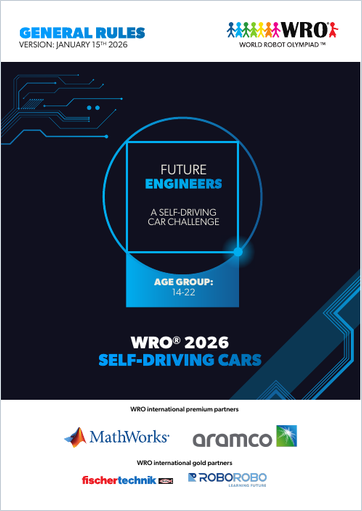 GENERAL RULES
VERSION: JANUARY 15TH 2026
WRO
WORLD ROBOT OLYMPIAD ™
FUTURE
ENGINEERS
A SELF-DRIVING
CAR CHALLENGE
AGE GROUP:
14-22
WRO® 2026
SELF-DRIVING CARS
WRO international premium partners
MathWorks®
aramco
WRO international gold partners
fischertechnik
ROBOROBO
LEARNING FUTURE